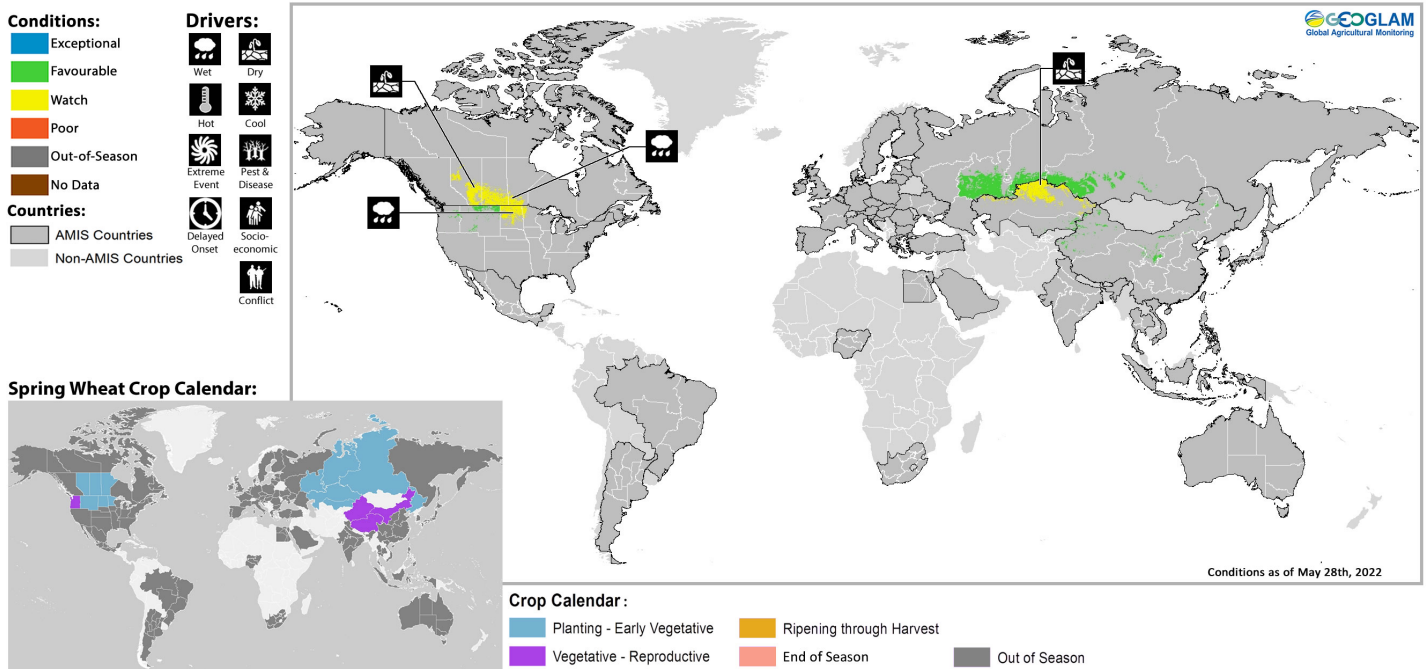 Conditions:
Exceptional
Favourable
Watch
Poor
Out-of-Season
No Data
Countries:
AMIS Countries
Non-AMIS Countries
Drivers:
Wet
Dry
Hot
Cool
Extreme
Event
Pest &
Disease
Delayed
Onset
Socio-
economic
Conflict
GEOGLAM
Global Agricultural Monitoring
Conditions as of May 28th, 2022
Spring Wheat Crop Calendar:
Crop Calendar :
Planting - Early Vegetative
Ripening through Harvest
Vegetative - Reproductive
End of Season
Out of Season